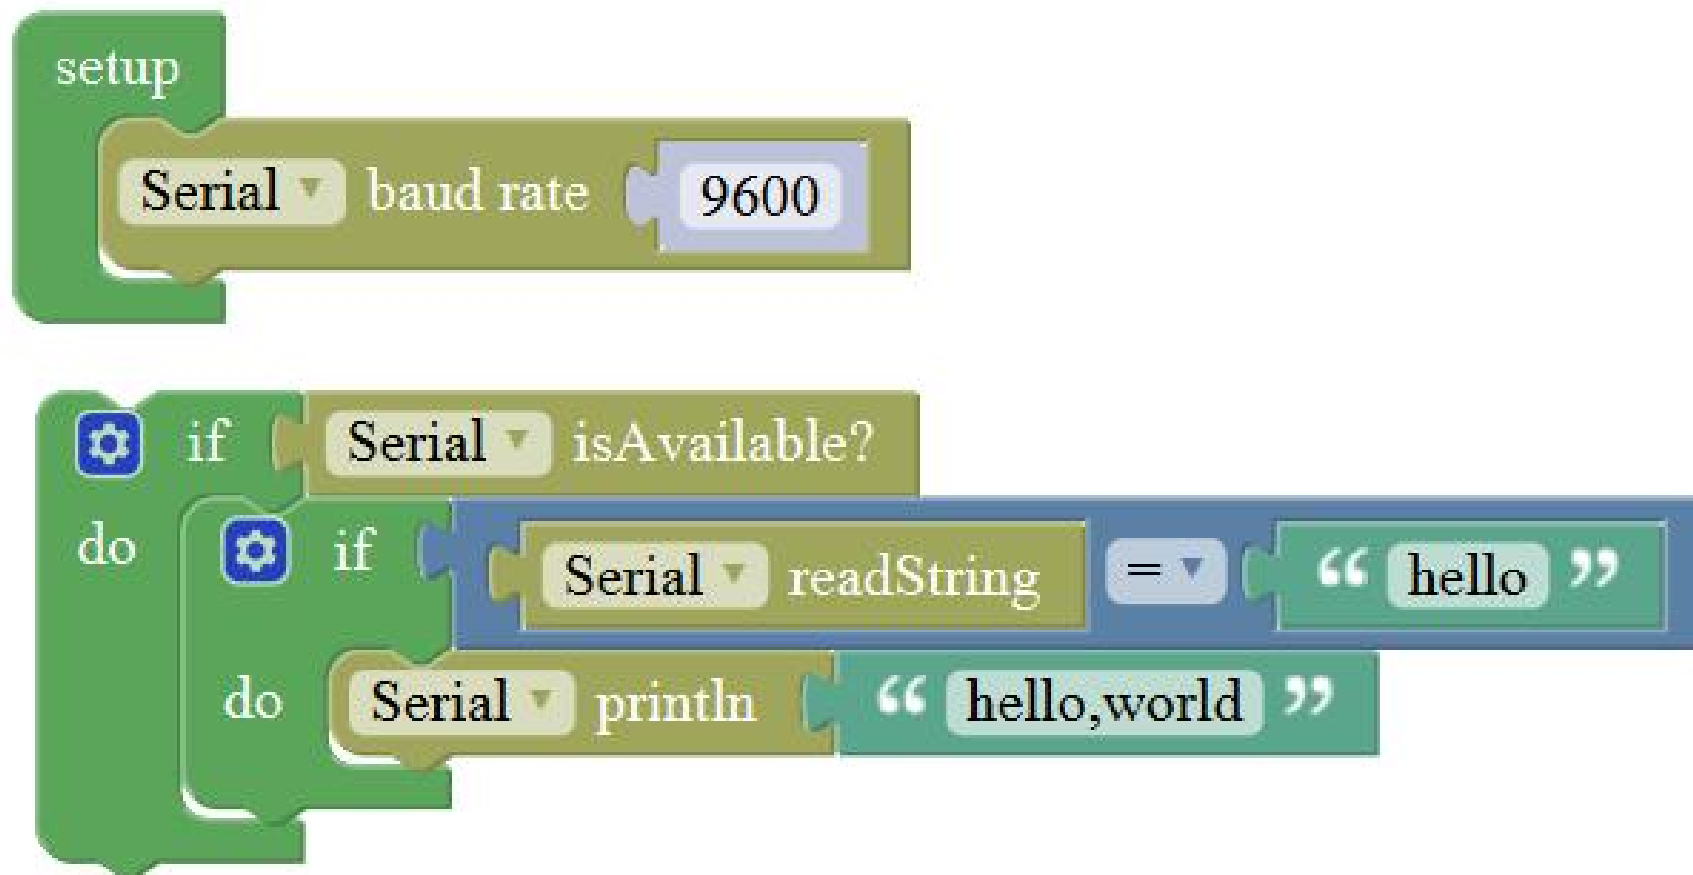 setup
Serial baud rate 9600
if Serial isAvailable?
do if Serial readString = “ hello ”
do Serial println “ hello,world ”